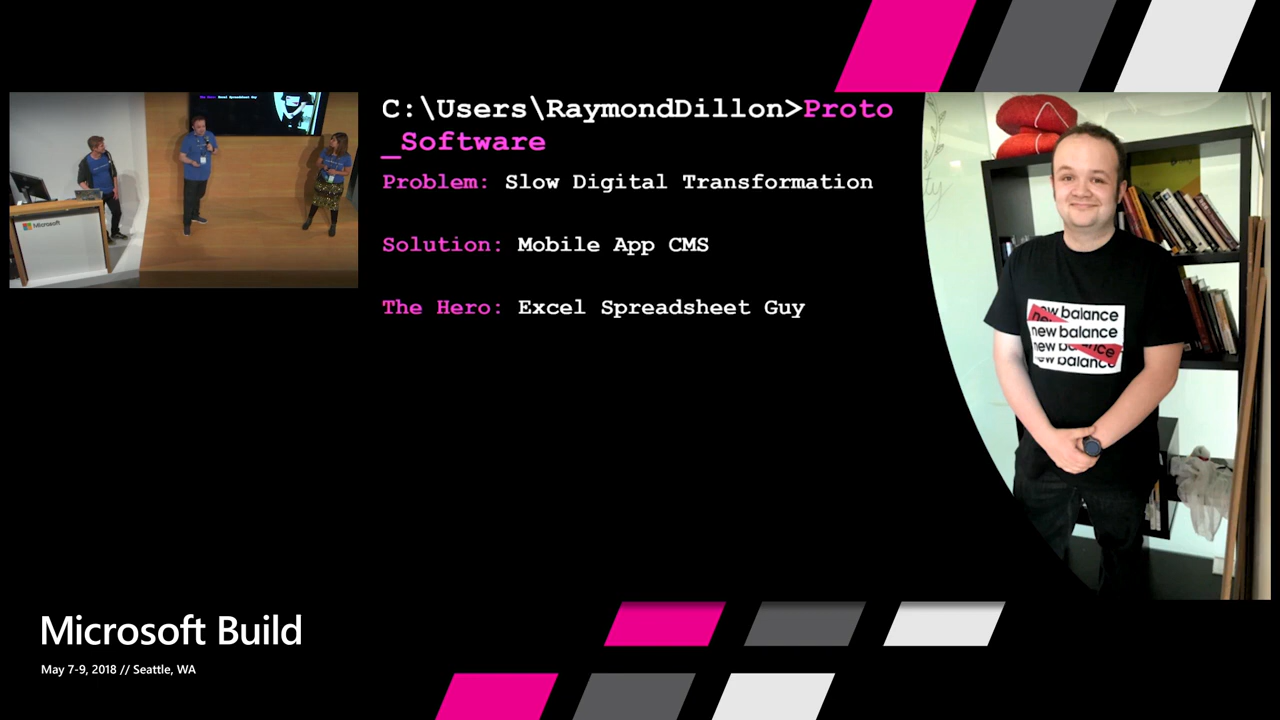 C:\Users\RaymondDillon>Proto
_Software
Problem: Slow Digital Transformation
Solution: Mobile App CMS
The Hero: Excel Spreadsheet Guy
new balance
new balance
new balance
new balance
Microsoft
Microsoft Build
May 7-9, 2018 // Seattle, WA